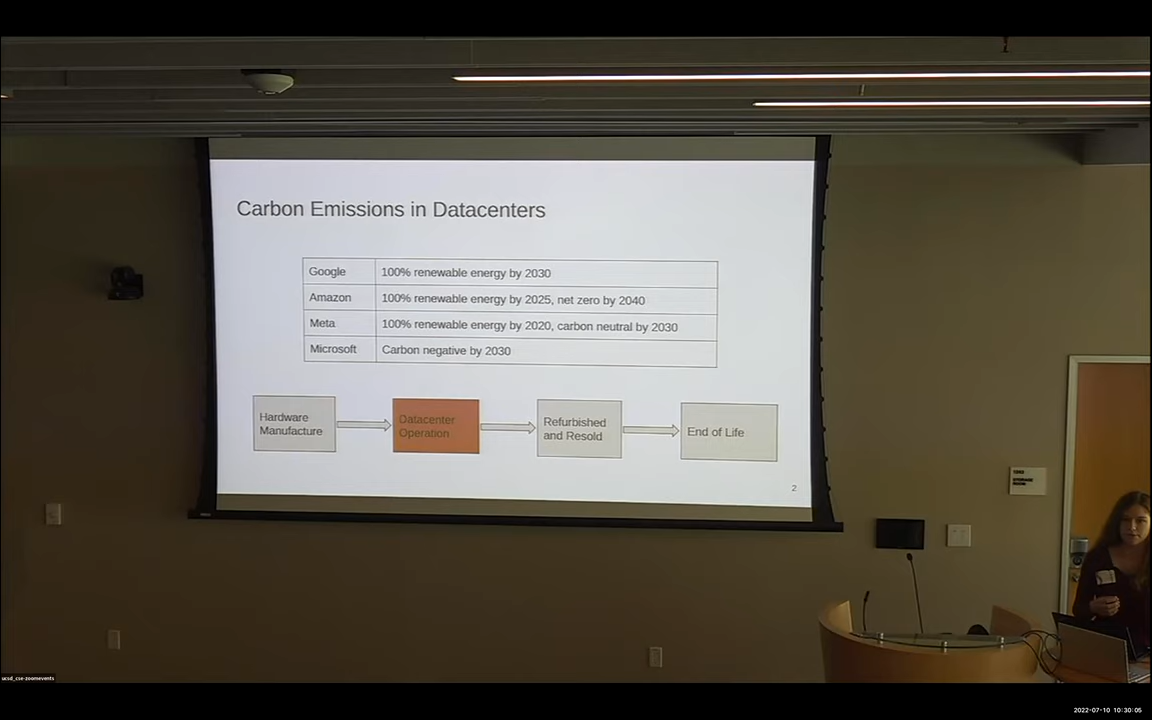 Carbon Emissions in Datacenters
Google 100% renewable energy by 2030
Amazon 100% renewable energy by 2025, net zero by 2040
Meta 100% renewable energy by 2020, carbon neutral by 2030
Microsoft Carbon negative by 2030
Hardware
Manufacture
Datacenter
Operation
Refurbished
and Resold
End of Life
2
STORAGE
ROOM
ucsd_cse-zoomevents
2022-07-10 10:30:05